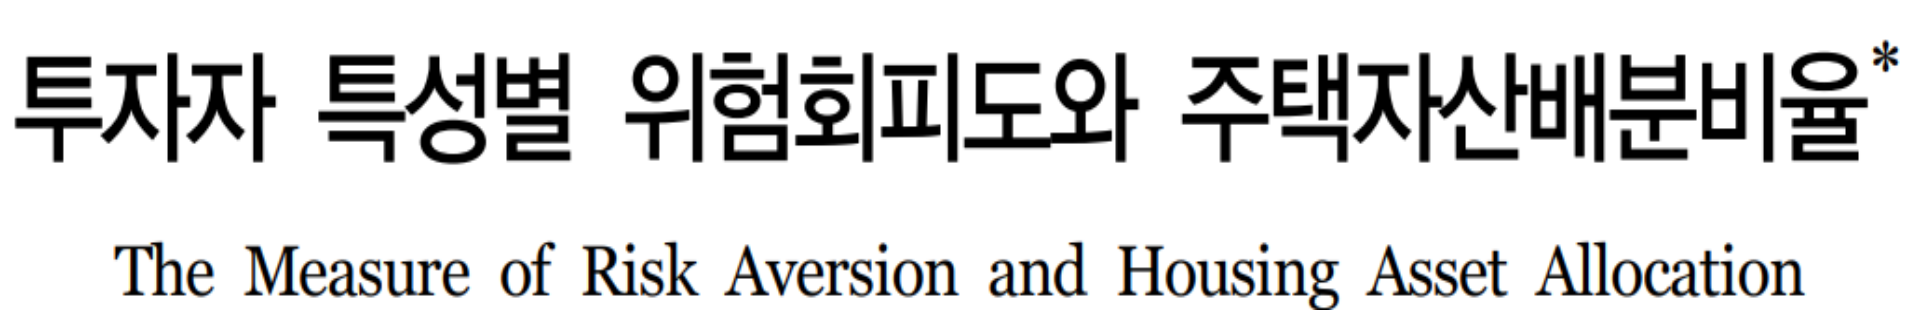 투자자 특성별 위험회피도와 주택자산배분비율*
The Measure of Risk Aversion and Housing Asset Allocation